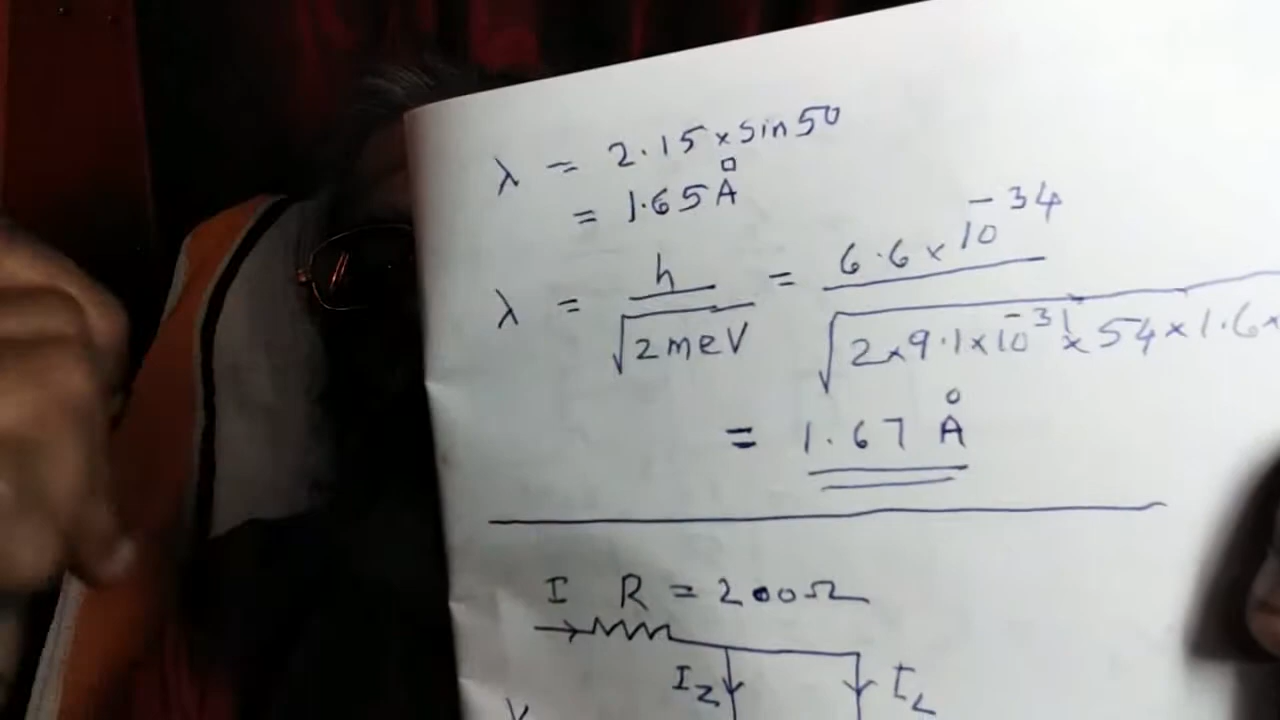 λ = 2.15 × sin 50
= 1.65 Å
λ = h / √2meV = 6.6 × 10⁻³⁴ / √2×9.1×10⁻³¹×54×1.6×
= 1.67 Å
I R = 200Ω
I_Z I_L
V